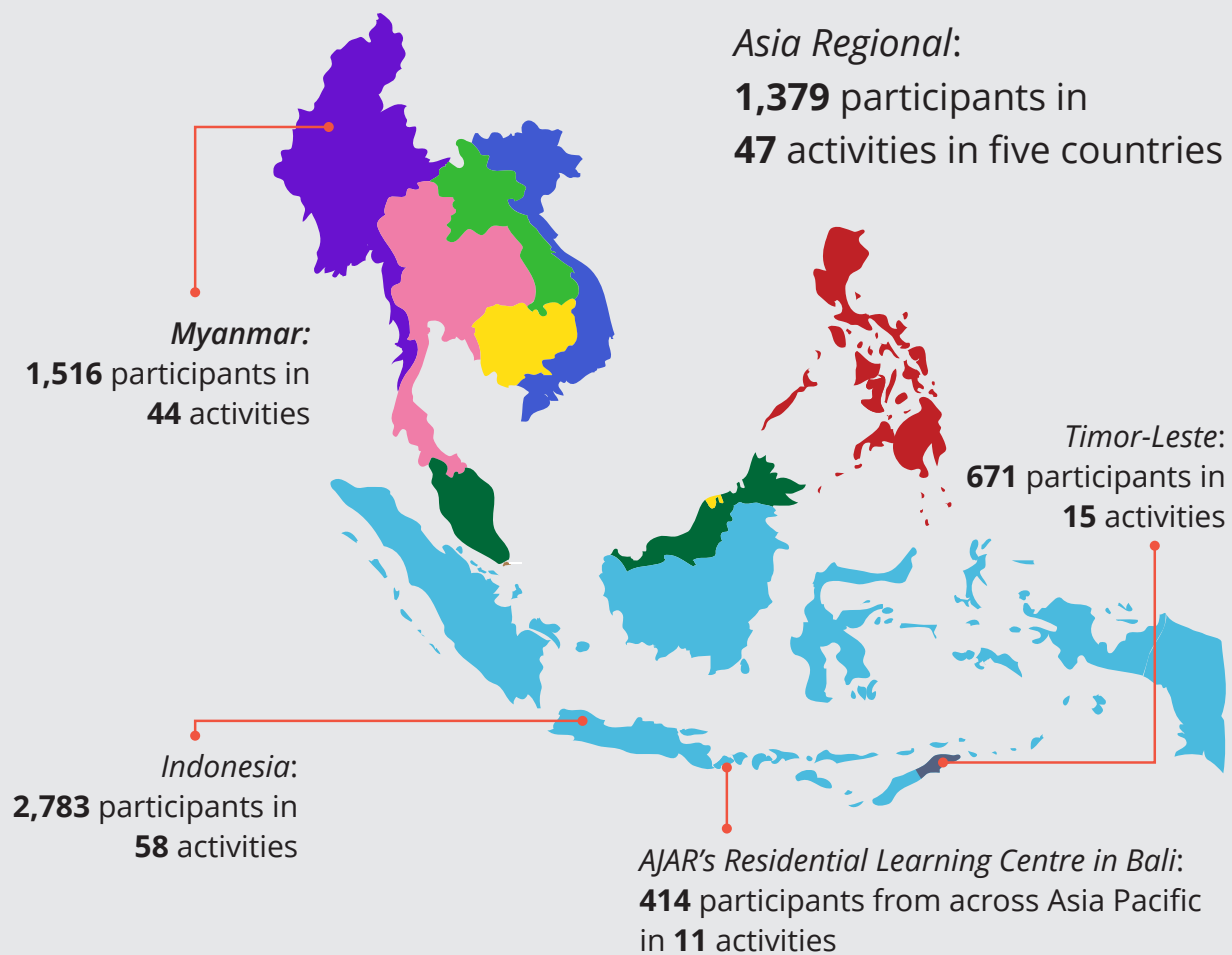 Asia Regional:
1,379 participants in
47 activities in five countries
Myanmar:
1,516 participants in
44 activities
Timor-Leste:
671 participants in
15 activities
Indonesia:
2,783 participants in
58 activities
AJAR’s Residential Learning Centre in Bali:
414 participants from across Asia Pacific
in 11 activities